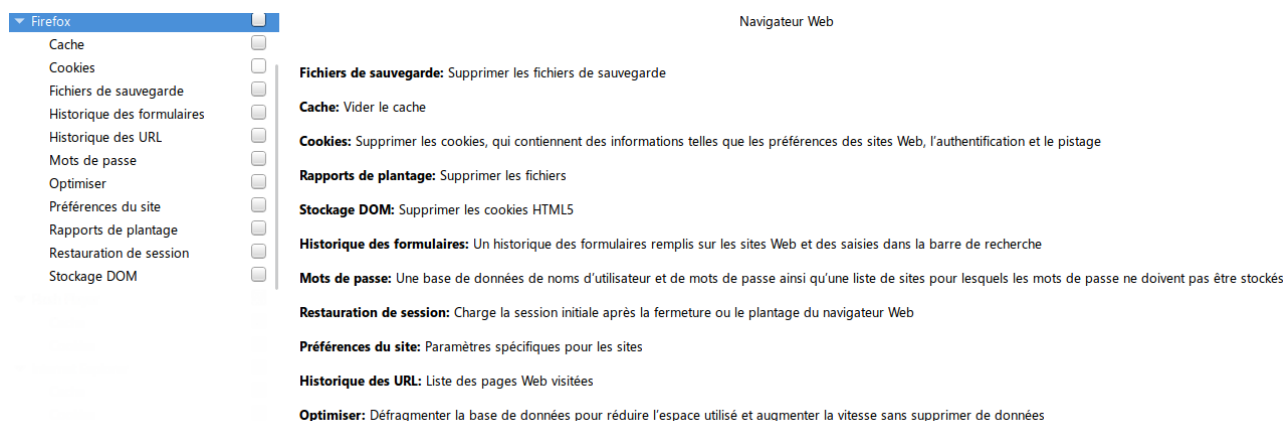 Firefox
Cache
Cookies
Fichiers de sauvegarde
Historique des formulaires
Historique des URL
Mots de passe
Optimiser
Préférences du site
Rapports de plantage
Restauration de session
Stockage DOM
Navigateur Web
Fichiers de sauvegarde: Supprimer les fichiers de sauvegarde
Cache: Vider le cache
Cookies: Supprimer les cookies, qui contiennent des informations telles que les préférences des sites Web, l'authentification et le pistage
Rapports de plantage: Supprimer les fichiers
Stockage DOM: Supprimer les cookies HTML5
Historique des formulaires: Un historique des formulaires remplis sur les sites Web et des saisies dans la barre de recherche
Mots de passe: Une base de données de noms d'utilisateur et de mots de passe ainsi qu'une liste de sites pour lesquels les mots de passe ne doivent pas être stockés
Restauration de session: Charge la session initiale après la fermeture ou le plantage du navigateur Web
Préférences du site: Paramètres spécifiques pour les sites
Historique des URL: Liste des pages Web visitées
Optimiser: Défragmenter la base de données pour réduire l'espace utilisé et augmenter la vitesse sans supprimer de données